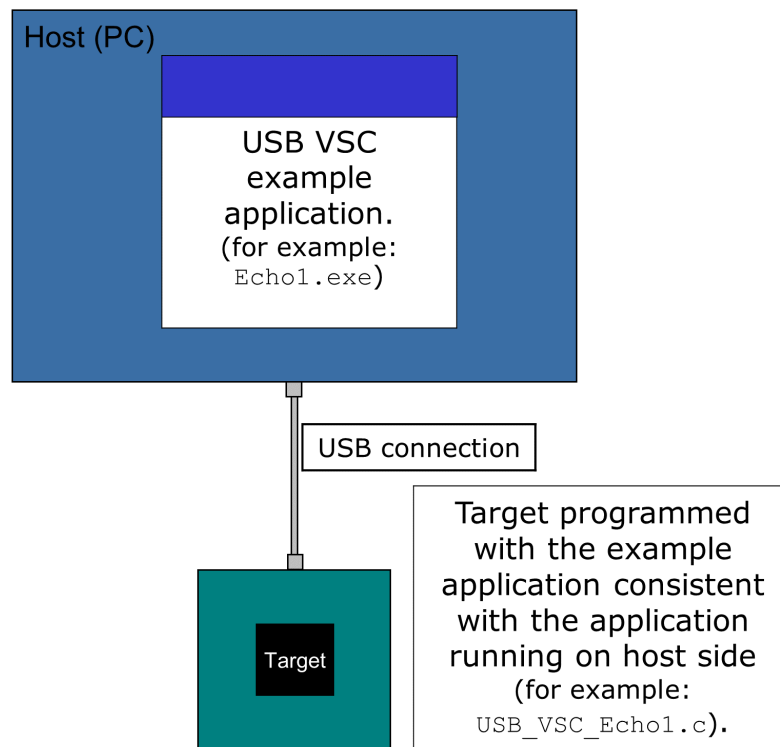 Host (PC)
USB VSC
example
application.
(for example:
Echo1.exe)
USB connection
Target programmed
with the example
application consistent
with the application
running on host side
(for example:
USB_VSC_Echo1.c).
Target